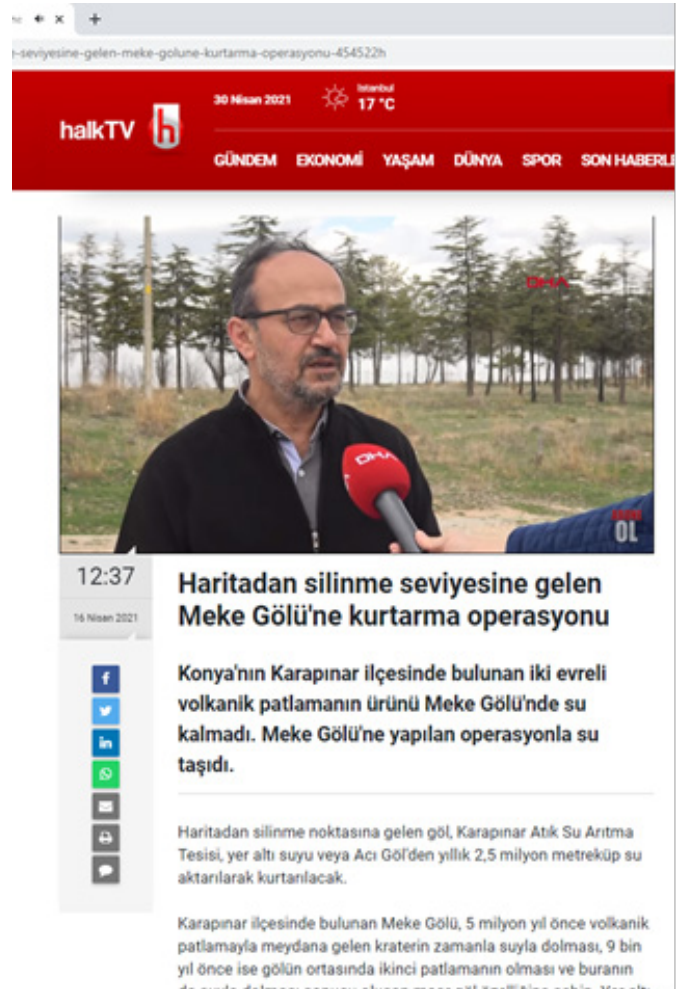 -seviyesine-gelen-meke-golune-kurtarma-operasyonu-454522h
halkTV h
30 Nisan 2021
Istanbul
17 °C
GÜNDEM EKONOMİ YAŞAM DÜNYA SPOR SON HABERL
DHA
DHA
OL
12:37
16 Nisan 2021
Haritadan silinme seviyesine gelen
Meke Gölü'ne kurtarma operasyonu
Konya'nın Karapınar ilçesinde bulunan iki evreli
volkanik patlamanın ürünü Meke Gölü'nde su
kalmadı. Meke Gölü'ne yapılan operasyonla su
taşıdı.
Haritadan silinme noktasına gelen göl, Karapınar Atık Su Arıtma
Tesisi, yer altı suyu veya Acı Göl'den yıllık 2,5 milyon metreküp su
aktarılarak kurtarılacak.
Karapınar ilçesinde bulunan Meke Gölü, 5 milyon yıl önce volkanik
patlamayla meydana gelen kraterin zamanla suyla dolması, 9 bin
yıl önce ise gölün ortasında ikinci patlamanın olması ve buranın